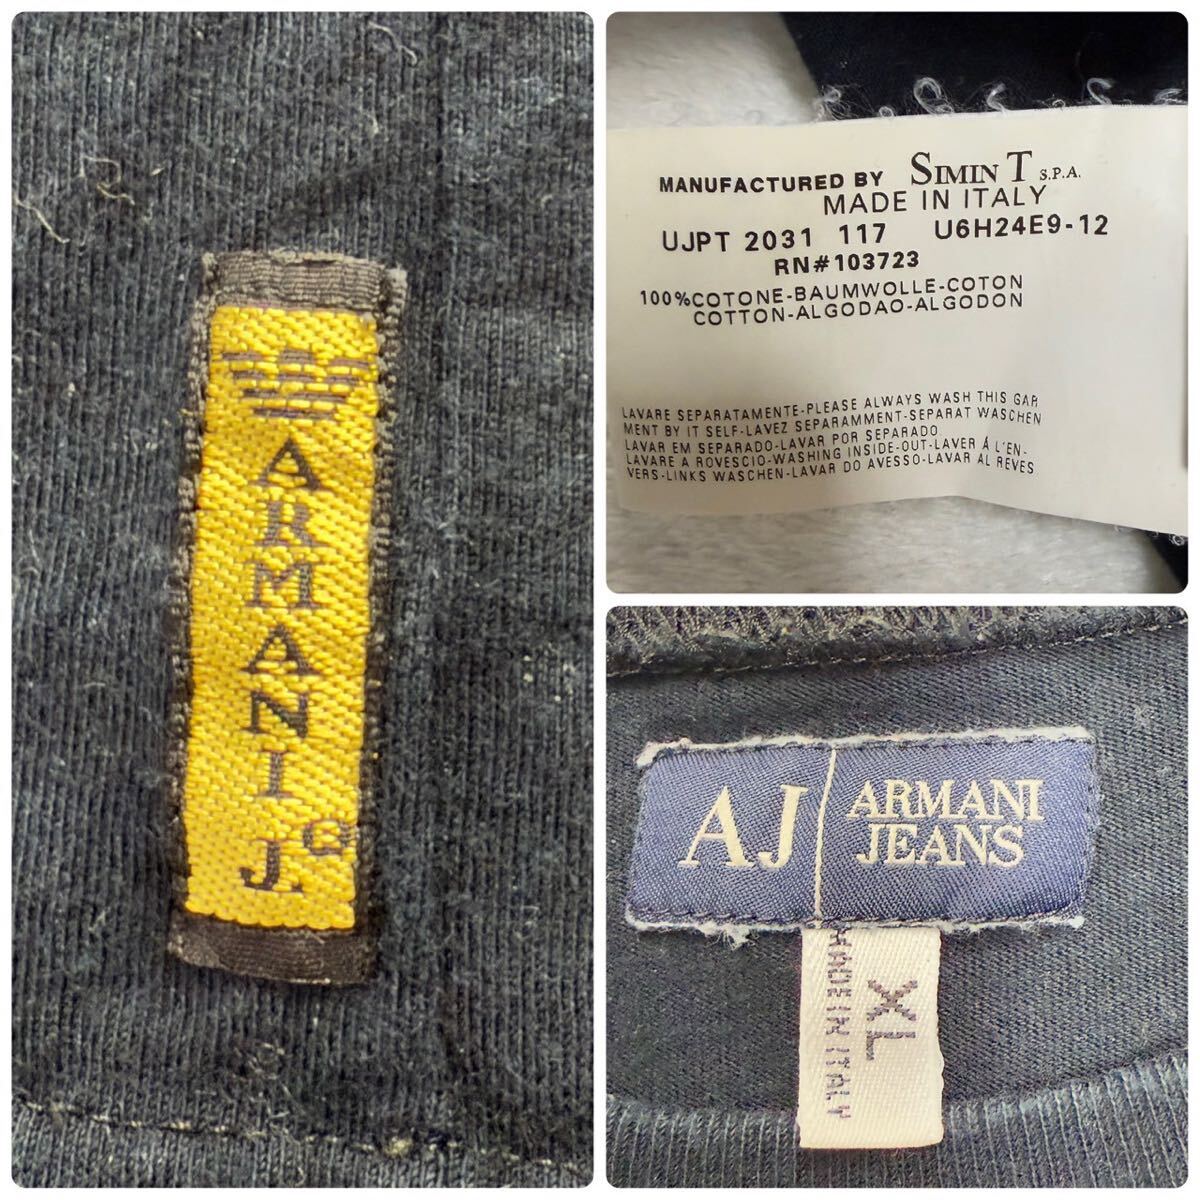 ARMANI J.
MANUFACTURED BY SIMIN T S.P.A.
MADE IN ITALY
UJPT 2031 117 U6H24E9-12
RN#103723
100%COTONE-BAUMWOLLE-COTON
COTTON-ALGODAO-ALGODON
LAVARE SEPARATAMENTE-PLEASE ALWAYS WASH THIS GAR
MENT BY IT SELF-LAVEZ SEPARAMMENT-SEPARAT WASCHEN
LAVAR EM SEPARADO-LAVAR POR SEPARADO
LAVARE A ROVESCIO-WASHING INSIDE-OUT-LAVER Á L'EN-
VERS-LINKS WASCHEN-LAVAR DO AVESSO-LAVAR AL REVES
AJ ARMANI
JEANS
XL
MADE IN ITALY